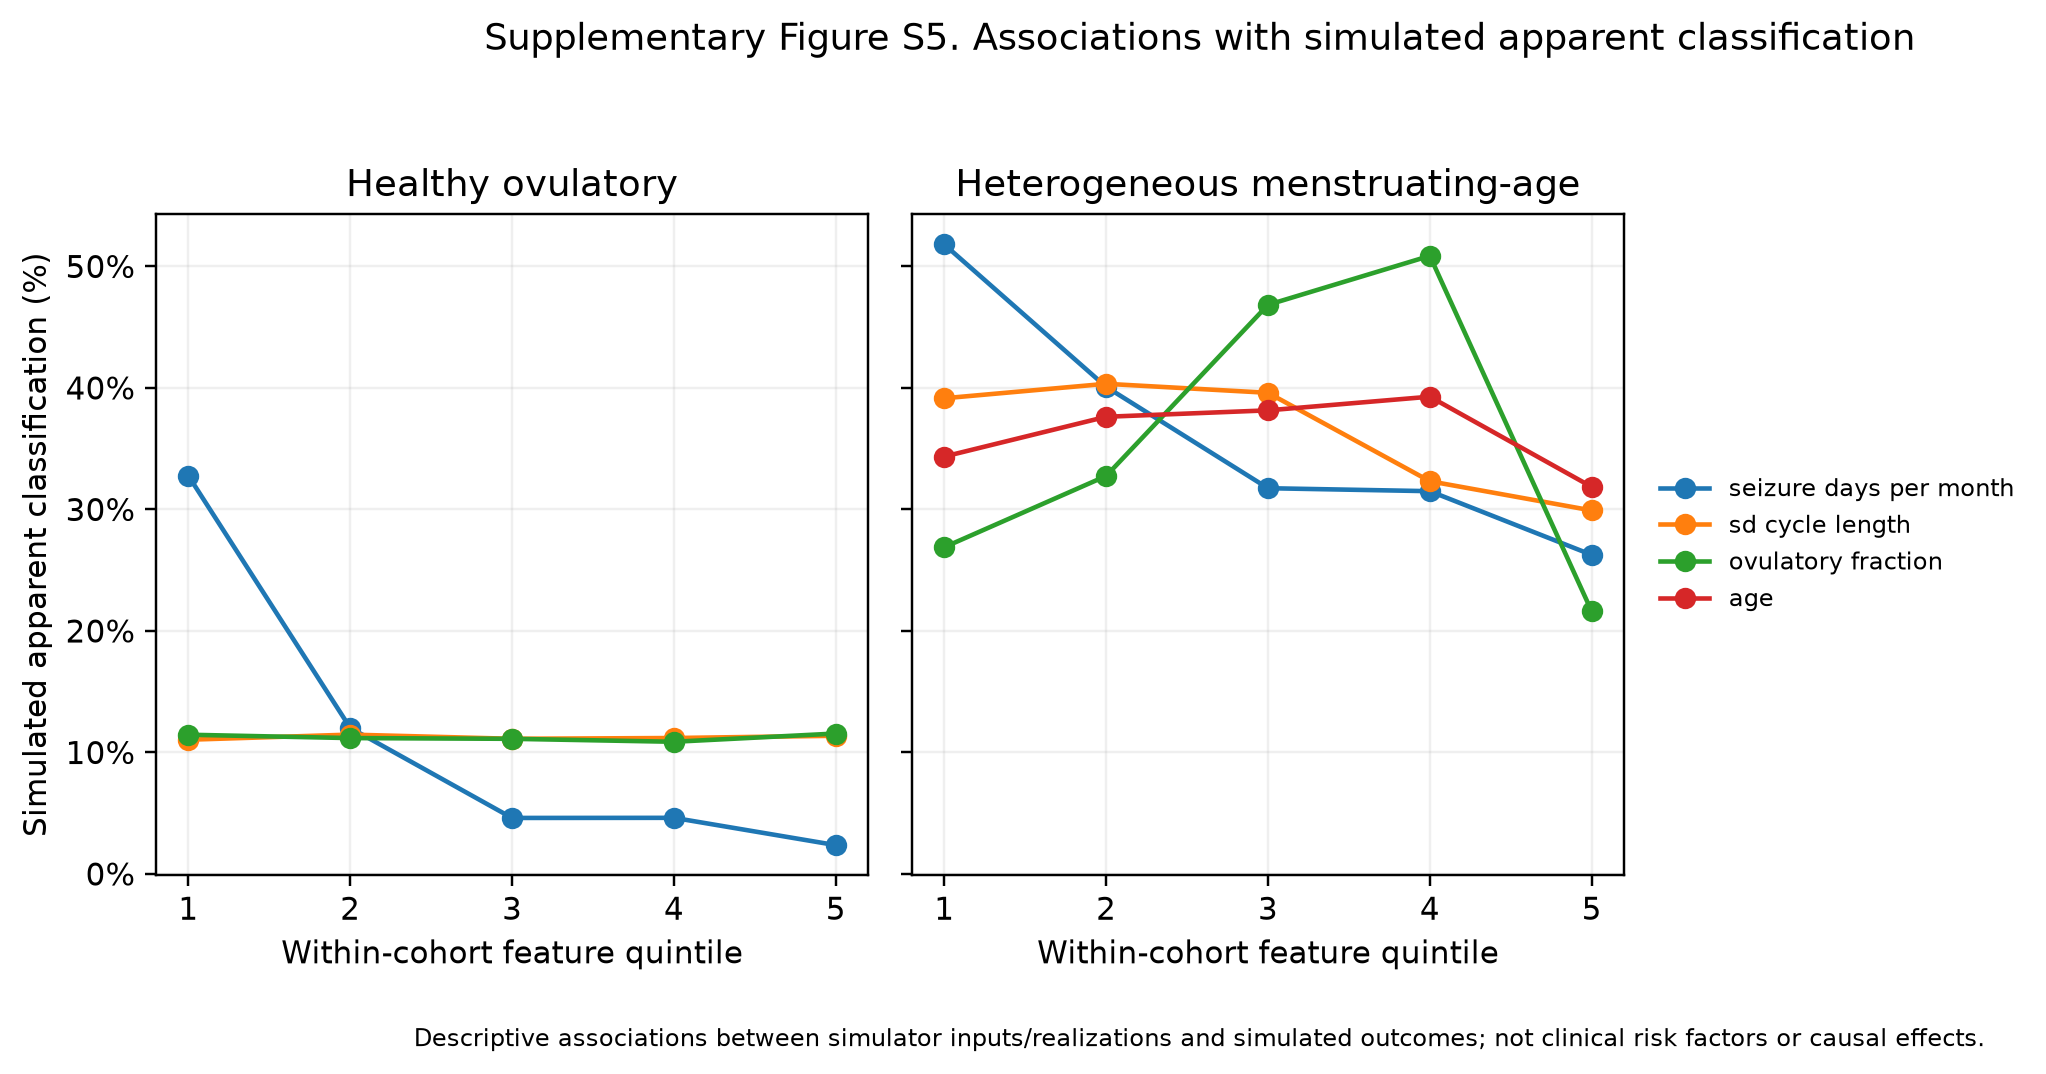 Supplementary Figure S5. Associations with simulated apparent classification
Healthy ovulatory
Heterogeneous menstruating-age
Simulated apparent classification (%)
50%
40%
30%
20%
10%
0%
1 2 3 4 5
Within-cohort feature quintile
1 2 3 4 5
Within-cohort feature quintile
seizure days per month
sd cycle length
ovulatory fraction
age
Descriptive associations between simulator inputs/realizations and simulated outcomes; not clinical risk factors or causal effects.